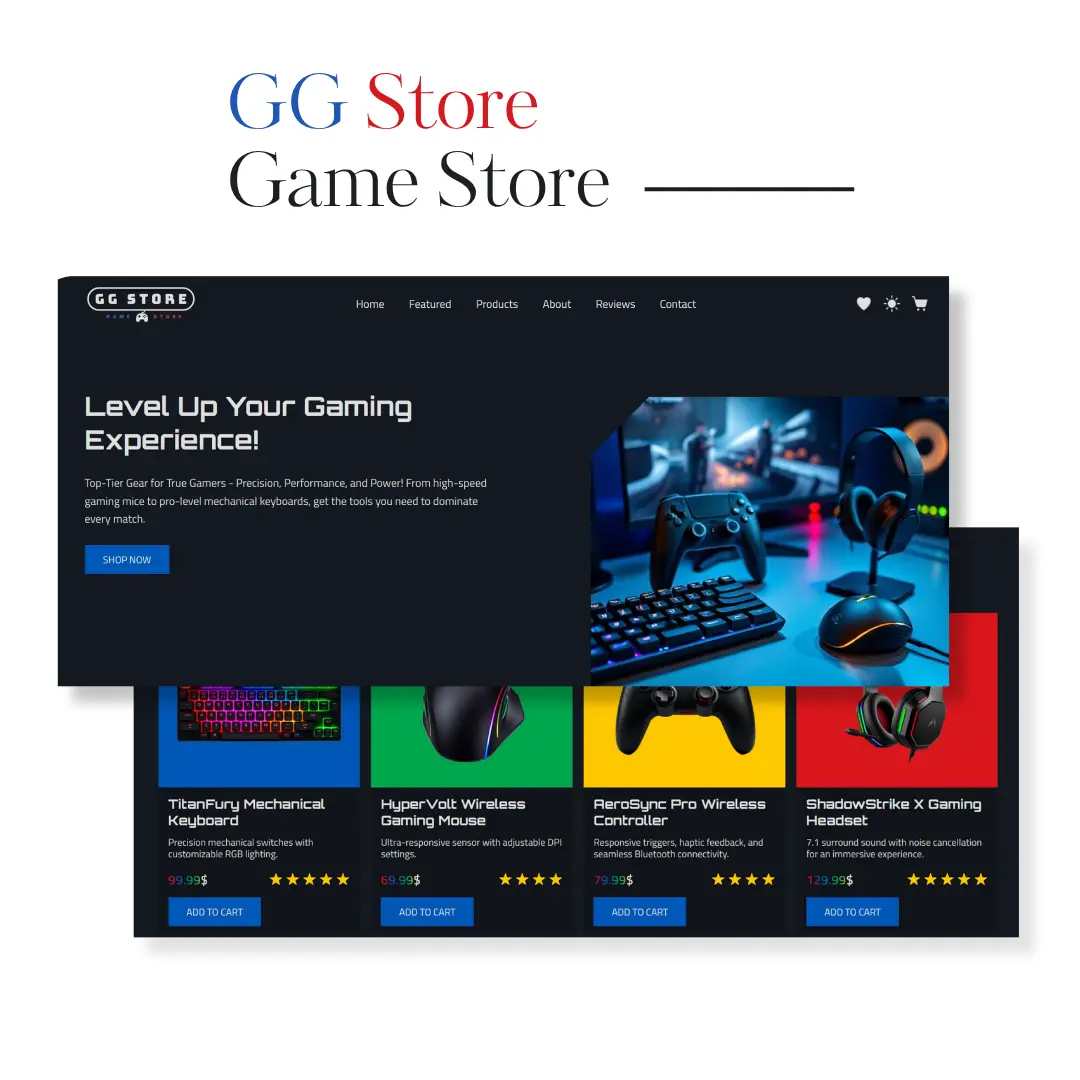 GG Store
Game Store
GG STORE
GAME STORE
Home Featured Products About Reviews Contact
Level Up Your Gaming
Experience!
Top-Tier Gear for True Gamers - Precision, Performance, and Power! From high-speed
gaming mice to pro-level mechanical keyboards, get the tools you need to dominate
every match.
SHOP NOW
TitanFury Mechanical
Keyboard
Precision mechanical switches with
customizable RGB lighting.
99.99$
ADD TO CART
HyperVolt Wireless
Gaming Mouse
Ultra-responsive sensor with adjustable DPI
settings.
69.99$
ADD TO CART
AeroSync Pro Wireless
Controller
Responsive triggers, haptic feedback, and
seamless Bluetooth connectivity.
79.99$
ADD TO CART
ShadowStrike X Gaming
Headset
7.1 surround sound with noise cancellation
for an immersive experience.
129.99$
ADD TO CART